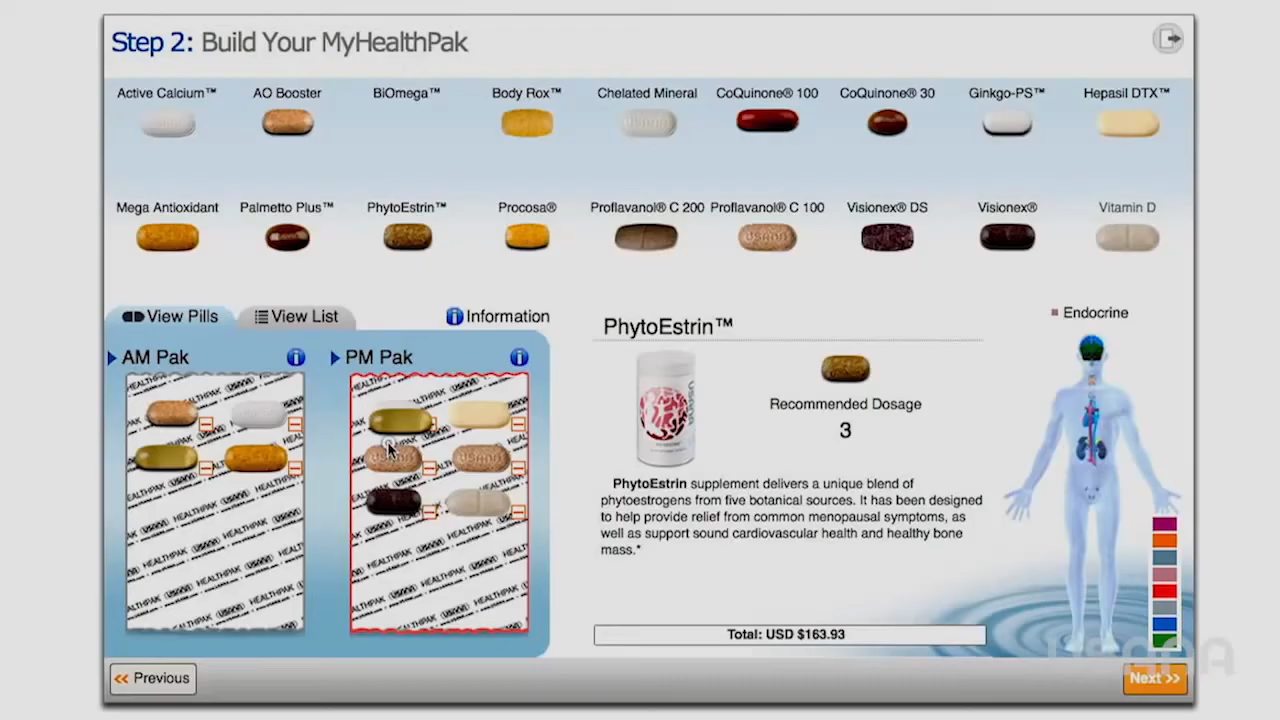 Step 2: Build Your MyHealthPak
Active Calcium™ AO Booster BiOmega™ Body Rox™ Chelated Mineral CoQuinone® 100 CoQuinone® 30 Ginkgo-PS™ Hepasil DTX™
Mega Antioxidant Palmetto Plus™ PhytoEstrin™ Procosa® Proflavanol® C 200 Proflavanol® C 100 Visionex® DS Visionex® Vitamin D
View Pills View List Information
AM Pak PM Pak
HEALTHPAK USANA
PhytoEstrin™
USANA
Recommended Dosage
3
PhytoEstrin supplement delivers a unique blend of
phytoestrogens from five botanical sources. It has been designed
to help provide relief from common menopausal symptoms, as
well as support sound cardiovascular health and healthy bone
mass.*
Total: USD $163.93
Endocrine
<< Previous
Next >>
USANA